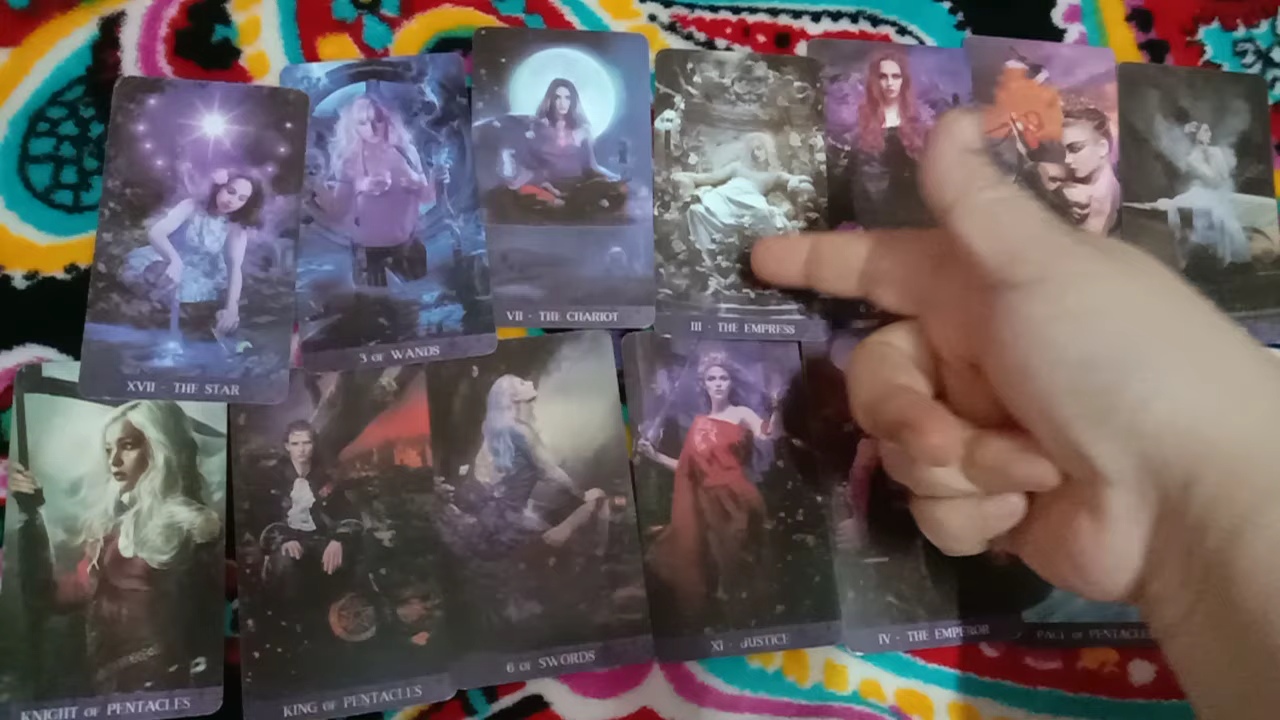 XVII · THE STAR
3 OF WANDS
VII · THE CHARIOT
III · THE EMPRESS
KNIGHT OF PENTACLES
KING OF PENTACLES
6 OF SWORDS
XI · JUSTICE
IV · THE EMPEROR
PAGE OF PENTACLES